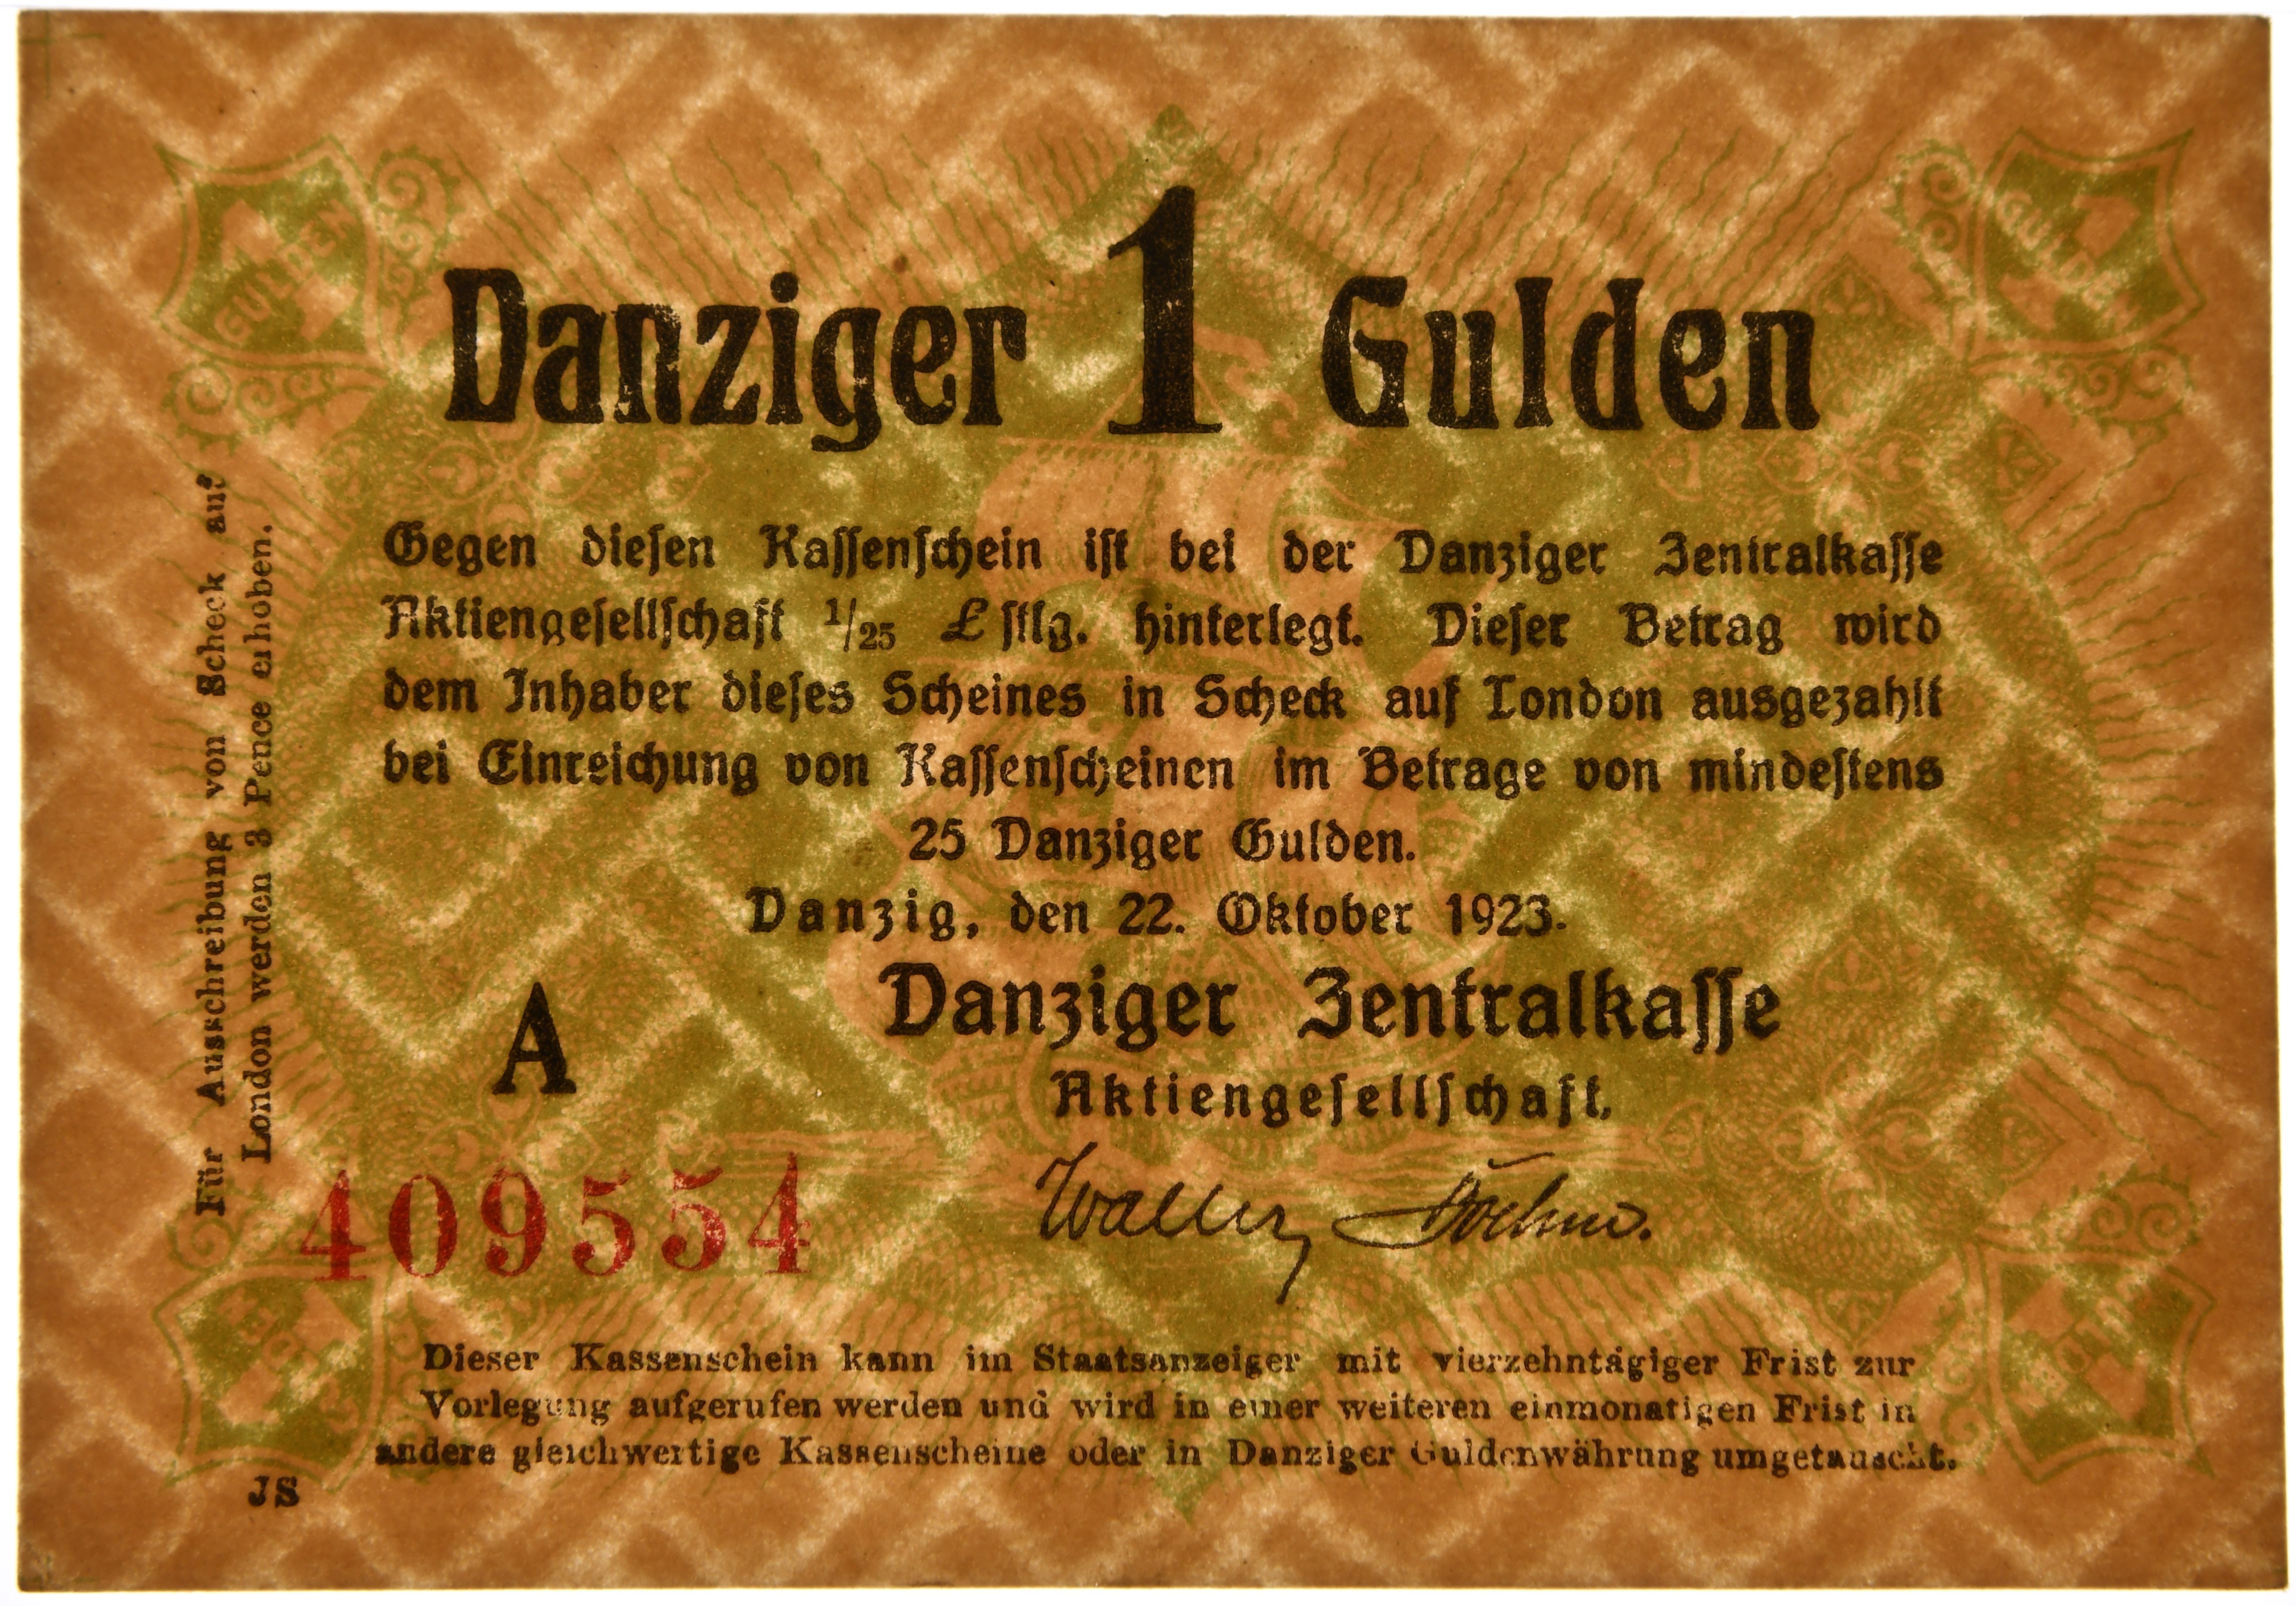 GULDEN
1
GULDEN
Danziger 1 Gulden
Gegen diesen Kassenschein ist bei der Danziger Zentralkasse
Aktiengesellschaft 1/25 £ stlg. hinterlegt. Dieser Betrag wird
dem Inhaber dieses Scheines in Scheck auf London ausgezahlt
bei Einreichung von Kassenscheinen im Betrage von mindestens
25 Danziger Gulden.
Danzig, den 22. Oktober 1923.
Danziger Zentralkasse
Aktiengesellschaft.
A
409554
Für Ausschreibung von Scheck auf
London werden 3 Pence erhoben.
Dieser Kassenschein kann im Staatsanzeiger mit vierzehntägiger Frist zur
Vorlegung aufgerufen werden und wird in einer weiteren einmonatigen Frist in
andere gleichwertige Kassenscheine oder in Danziger Guldenwährung umgetauscht.
JS